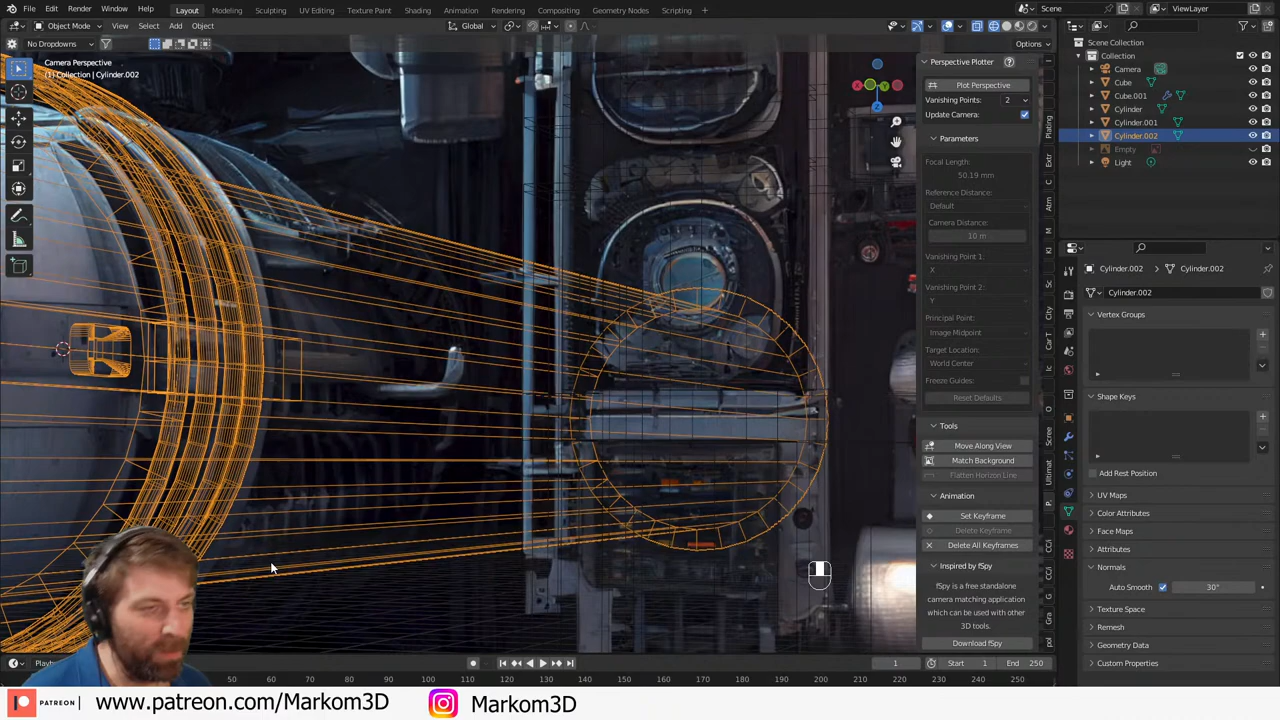 File Edit Render Window Help
Layout Modeling Sculpting UV Editing Texture Paint Shading Animation Rendering Compositing Geometry Nodes Scripting
Scene
ViewLayer
Object Mode View Select Add Object
Global
No Dropdowns
Options
Camera Perspective
(1) Collection | Cylinder.002
Perspective Plotter
Plot Perspective
Vanishing Points: 2
Update Camera:
Parameters
Focal Length:
50.19 mm
Reference Distance:
Default
Camera Distance:
10 m
Vanishing Point 1:
X
Vanishing Point 2:
Y
Principal Point:
Image Midpoint
Target Location:
World Center
Freeze Guides:
Reset Defaults
Tools
Move Along View
Match Background
Flatten Horizon Line
Animation
Set Keyframe
Delete Keyframe
Delete All Keyframes
Inspired by fSpy
fSpy is a free standalone
camera matching application
which can be used with other
3D tools.
Download fSpy
Scene Collection
Collection
Camera
Cube
Cube.001
Cylinder
Cylinder.001
Cylinder.002
Empty
Light
Cylinder.002 Cylinder.002
Cylinder.002
Vertex Groups
Shape Keys
Add Rest Position
UV Maps
Color Attributes
Face Maps
Attributes
Normals
Auto Smooth 30°
Texture Space
Remesh
Geometry Data
Custom Properties
1 Start 1 End 250
50 60 70 80 90 100 110 120 130 140 150 160 170 180 190 200 210 220 230 240 250
PATREON www.patreon.com/Markom3D Markom3D